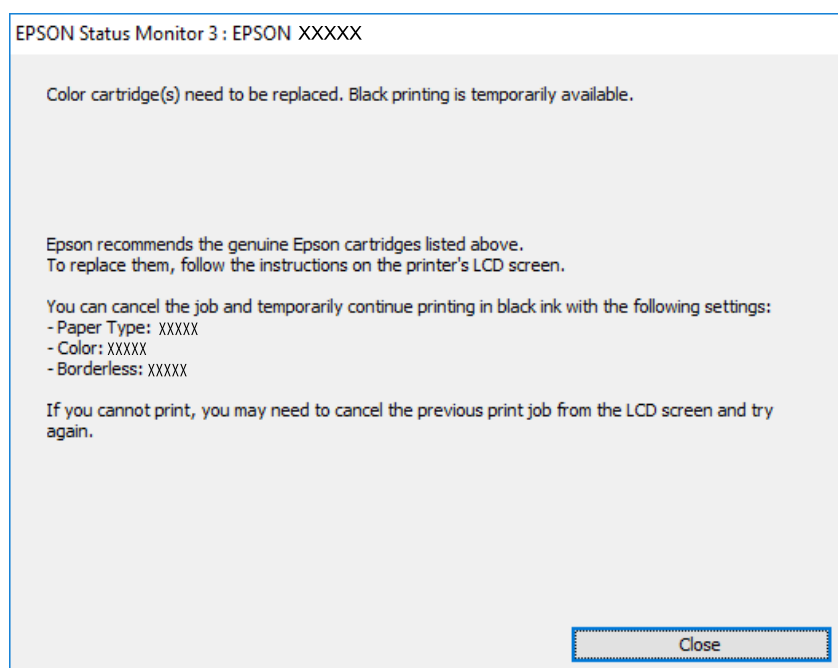 EPSON Status Monitor 3 : EPSON XXXXX
Color cartridge(s) need to be replaced. Black printing is temporarily available.
Epson recommends the genuine Epson cartridges listed above.
To replace them, follow the instructions on the printer's LCD screen.
You can cancel the job and temporarily continue printing in black ink with the following settings:
- Paper Type: XXXXX
- Color: XXXXX
- Borderless: XXXXX
If you cannot print, you may need to cancel the previous print job from the LCD screen and try
again.
Close